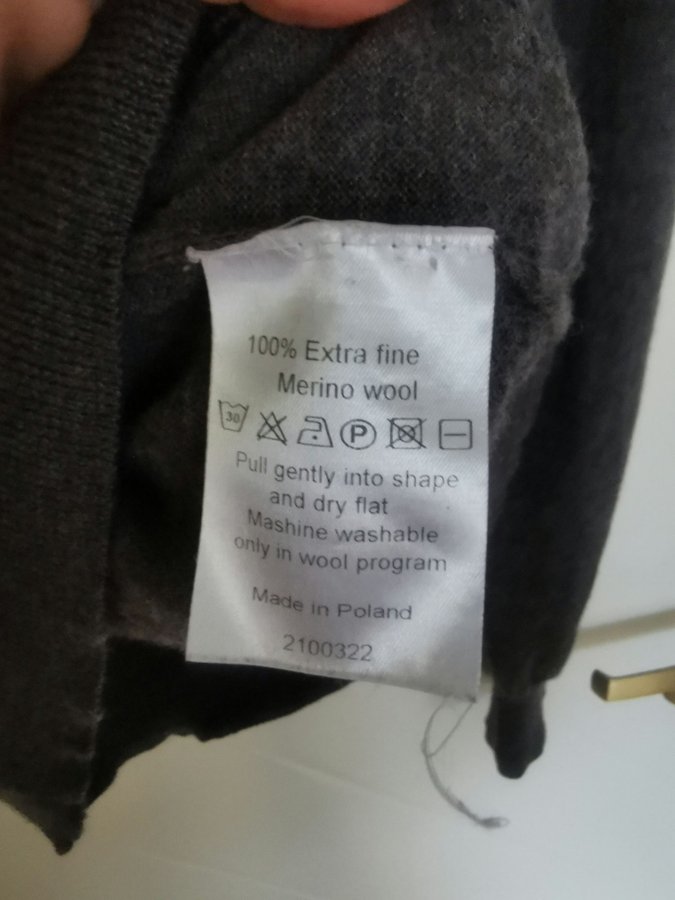 100% Extra fine
Merino wool
30 P
Pull gently into shape
and dry flat
Mashine washable
only in wool program
Made in Poland
2100322